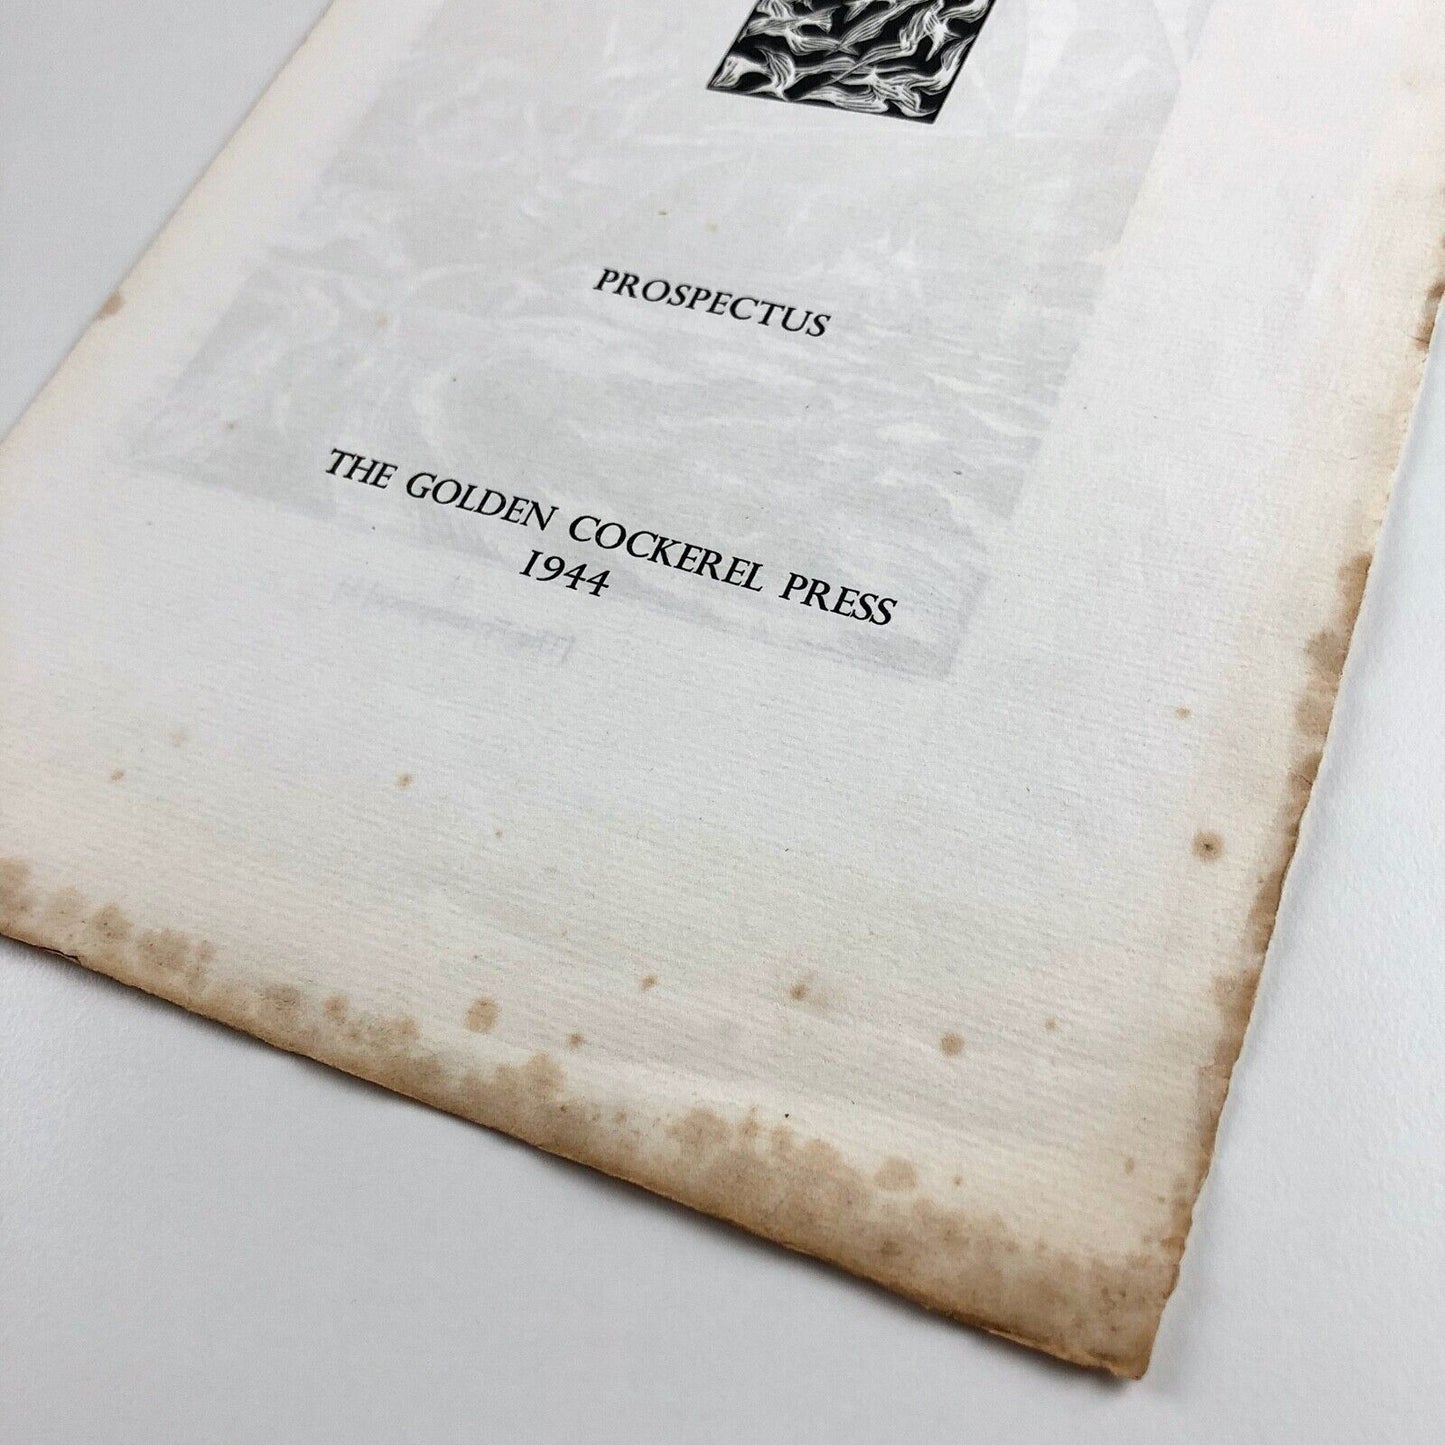 PROSPECTUS
THE GOLDEN COCKEREL PRESS
1944